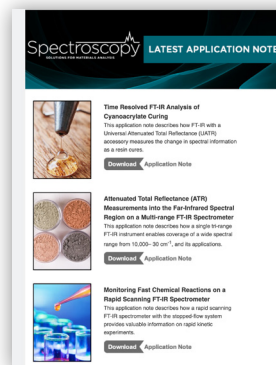 Spectroscopy
SOLUTIONS FOR MATERIALS ANALYSIS
LATEST APPLICATION NOTE
Time Resolved FT-IR Analysis of
Cyanoacrylate Curing
This application note describes how FT-IR with a
Universal Attenuated Total Reflectance (UATR)
accessory measures the change in spectral information
as a resin cures.
Download Application Note
Attenuated Total Reflectance (ATR)
Measurements into the Far-Infrared Spectral
Region on a Multi-range FT-IR Spectrometer
This application note describes how a single tri-range
FT-IR instrument enables coverage of a wide spectral
range from 10,000– 30 cm⁻¹, and its applications.
Download Application Note
Monitoring Fast Chemical Reactions on a
Rapid Scanning FT-IR Spectrometer
This application note describes how a rapid scanning
FT-IR spectrometer with the stopped-flow system
provides valuable information on rapid kinetic
experiments.
Download Application Note